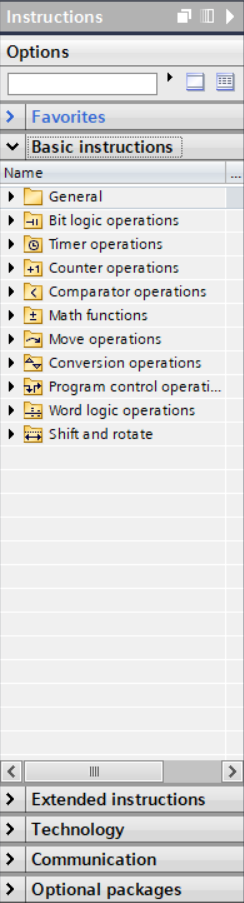 Instructions
Options
Favorites
Basic instructions
Name ...
General
Bit logic operations
Timer operations
Counter operations
Comparator operations
Math functions
Move operations
Conversion operations
Program control operati...
Word logic operations
Shift and rotate
Extended instructions
Technology
Communication
Optional packages